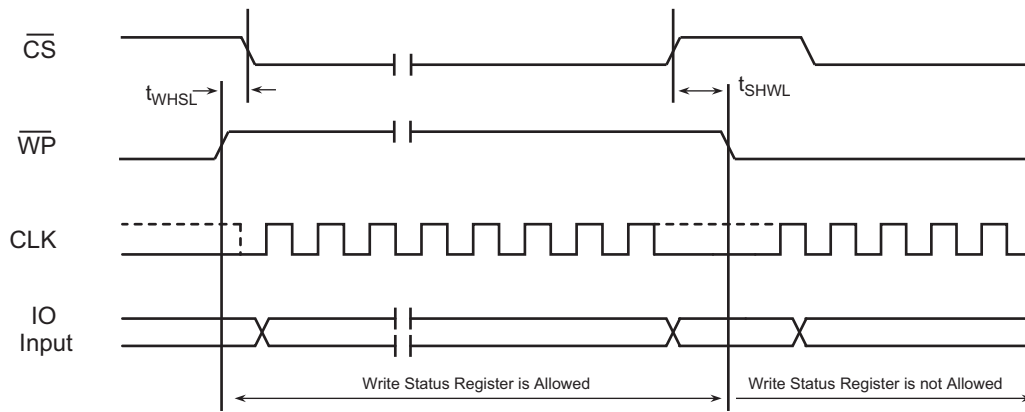 CS
tWHSL
tSHWL
WP
CLK
IO
Input
Write Status Register is Allowed
Write Status Register is not Allowed